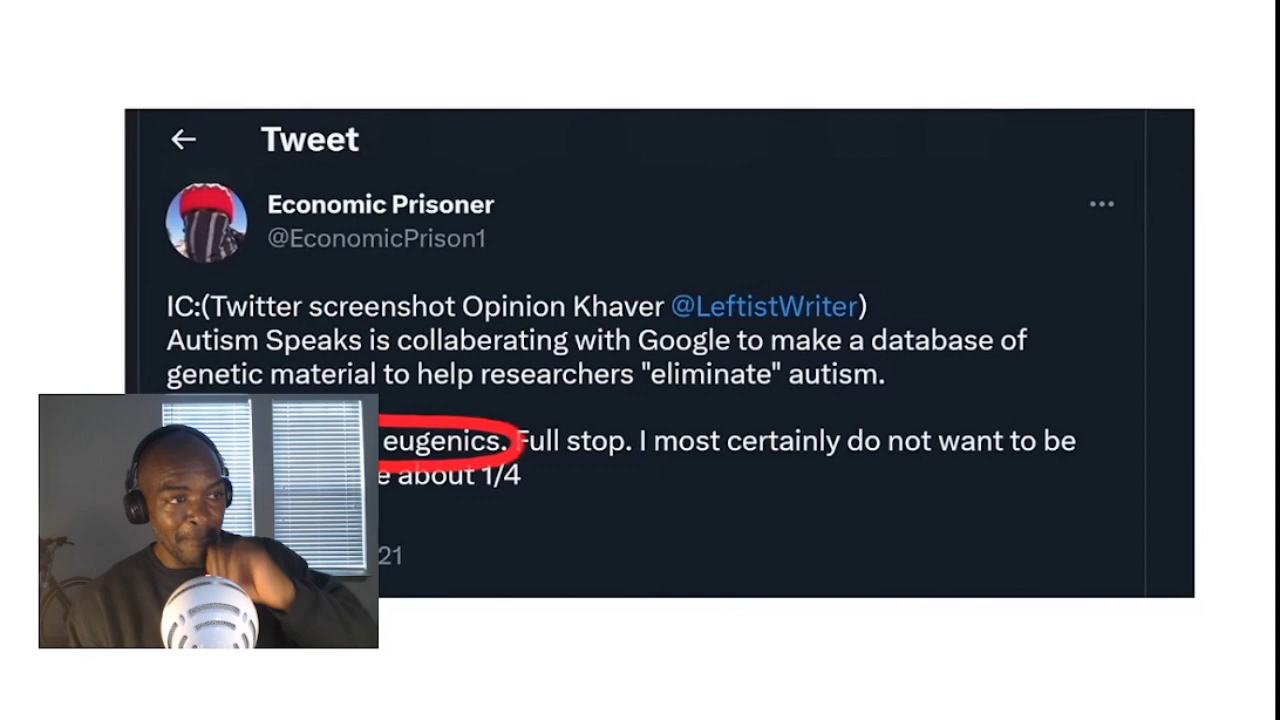 Tweet
Economic Prisoner
@EconomicPrison1
IC:(Twitter screenshot Opinion Khaver @LeftistWriter)
Autism Speaks is collaberating with Google to make a database of
genetic material to help researchers "eliminate" autism.
eugenics. Full stop. I most certainly do not want to be
about 1/4
21